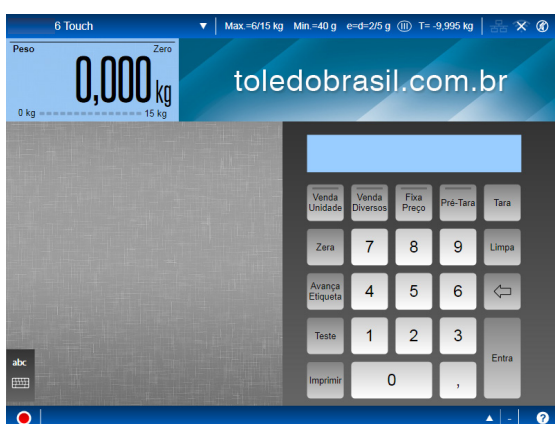 6 Touch ▼ Max.=6/15 kg Min.=40 g e=d=2/5 g (III) T= -9,995 kg
Peso Zero
0,000 kg
0 kg 15 kg
toledobrasil.com.br
Venda Unidade
Venda Diversos
Fixa Preço
Pré-Tara
Tara
Zera
7
8
9
Limpa
Avança Etiqueta
4
5
6
Teste
1
2
3
Entra
Imprimir
0
,
abc
-
?